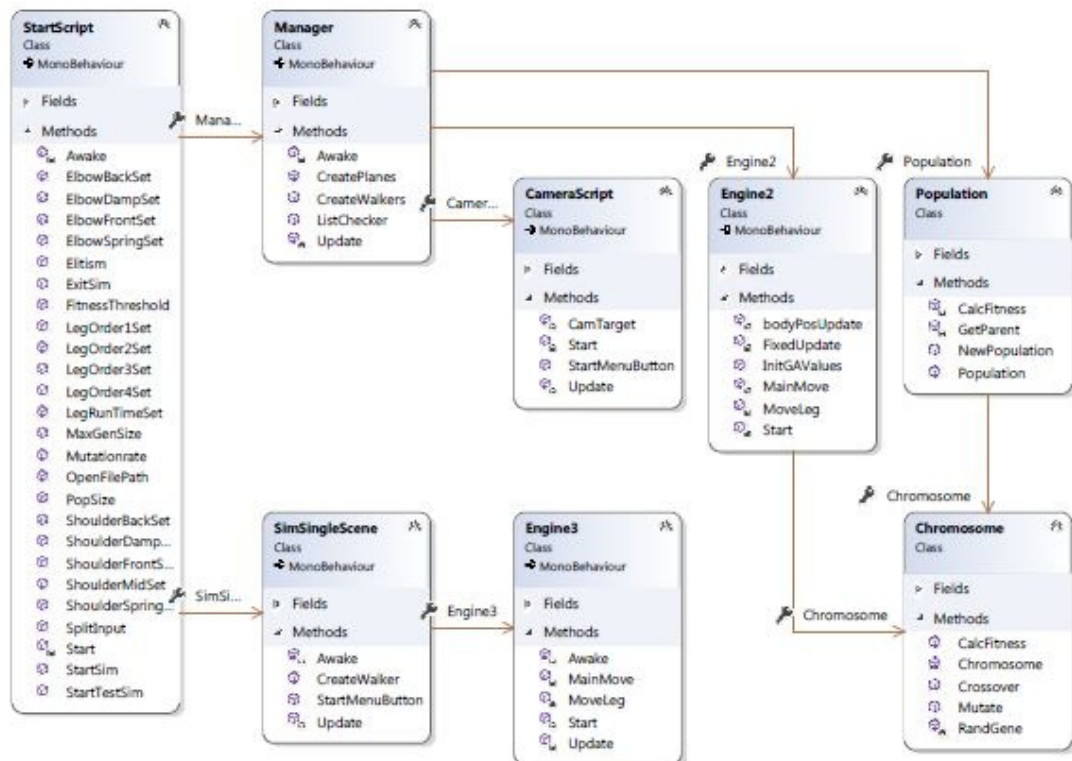 StartScript
Class
MonoBehaviour
Fields
Methods
Awake
ElbowBackSet
ElbowDampSet
ElbowFrontSet
ElbowSpringSet
Elitism
ExitSim
FitnessThreshold
LegOrder1Set
LegOrder2Set
LegOrder3Set
LegOrder4Set
LegRunTimeSet
MaxGenSize
Mutationrate
OpenFilePath
PopSize
ShoulderBackSet
ShoulderDamp...
ShoulderFrontS...
ShoulderMidSet
ShoulderSpring...
SplitInput
Start
StartSim
StartTestSim
Mana...
Manager
Class
MonoBehaviour
Fields
Methods
Awake
CreatePlanes
CreateWalkers
ListChecker
Update
Camer...
CameraScript
Class
MonoBehaviour
Fields
Methods
CamTarget
Start
StartMenuButton
Update
Engine2
Engine2
Class
MonoBehaviour
Fields
Methods
bodyPosUpdate
FixedUpdate
InitGAValues
MainMove
MoveLeg
Start
Population
Population
Class
Fields
Methods
CalcFitness
GetParent
NewPopulation
Population
SimSi...
SimSingleScene
Class
MonoBehaviour
Fields
Methods
Awake
CreateWalker
StartMenuButton
Update
Engine3
Engine3
Class
MonoBehaviour
Fields
Methods
Awake
MainMove
MoveLeg
Start
Update
Chromosome
Chromosome
Chromosome
Class
Fields
Methods
CalcFitness
Chromosome
Crossover
Mutate
RandGene